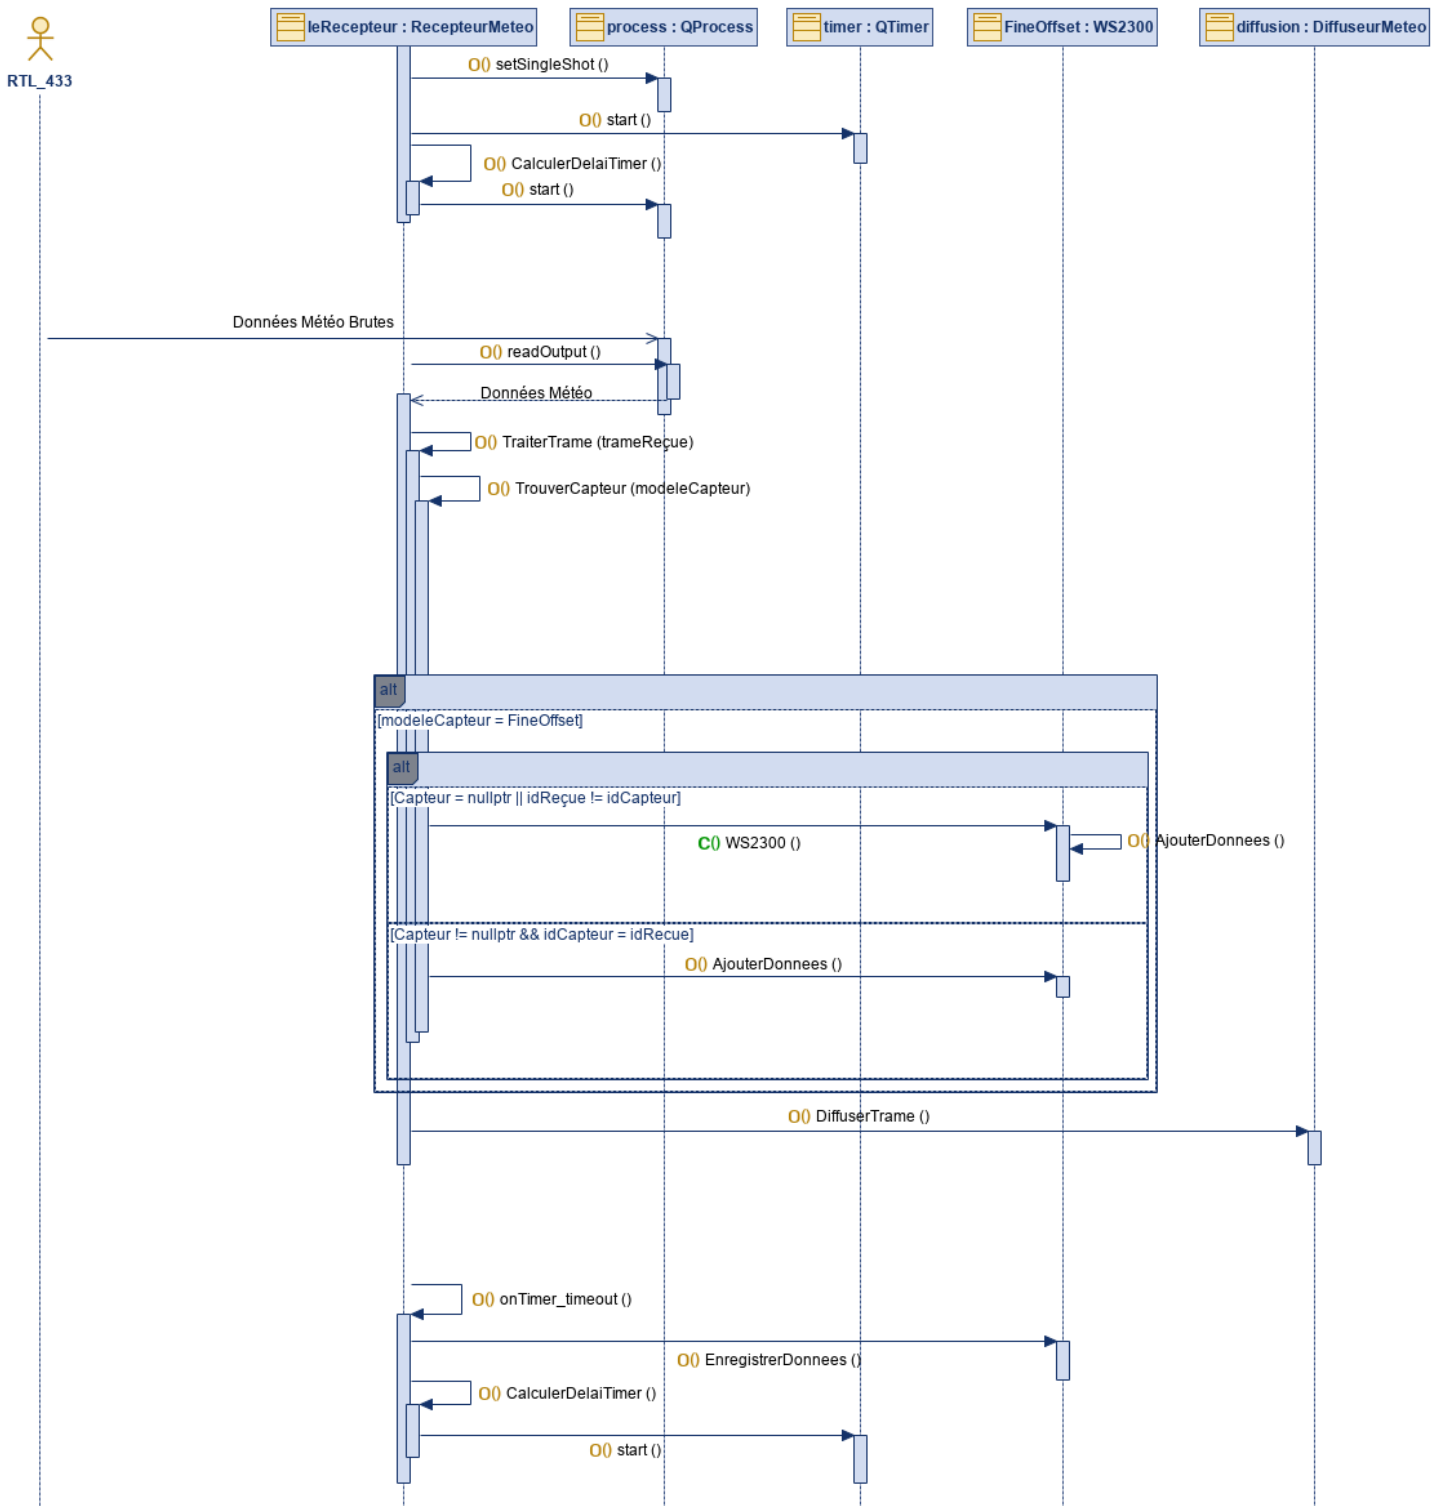 RTL_433
leRecepteur : RecepteurMeteo
process : QProcess
timer : QTimer
FineOffset : WS2300
diffusion : DiffuseurMeteo
O() setSingleShot ()
O() start ()
O() CalculerDelaiTimer ()
O() start ()
Données Météo Brutes
O() readOutput ()
Données Météo
O() TraiterTrame (trameReçue)
O() TrouverCapteur (modeleCapteur)
alt
[modeleCapteur = FineOffset]
alt
[Capteur = nullptr || idReçue != idCapteur]
C() WS2300 ()
O() AjouterDonnees ()
[Capteur != nullptr && idCapteur = idRecue]
O() AjouterDonnees ()
O() DiffuserTrame ()
O() onTimer_timeout ()
O() EnregistrerDonnees ()
O() CalculerDelaiTimer ()
O() start ()